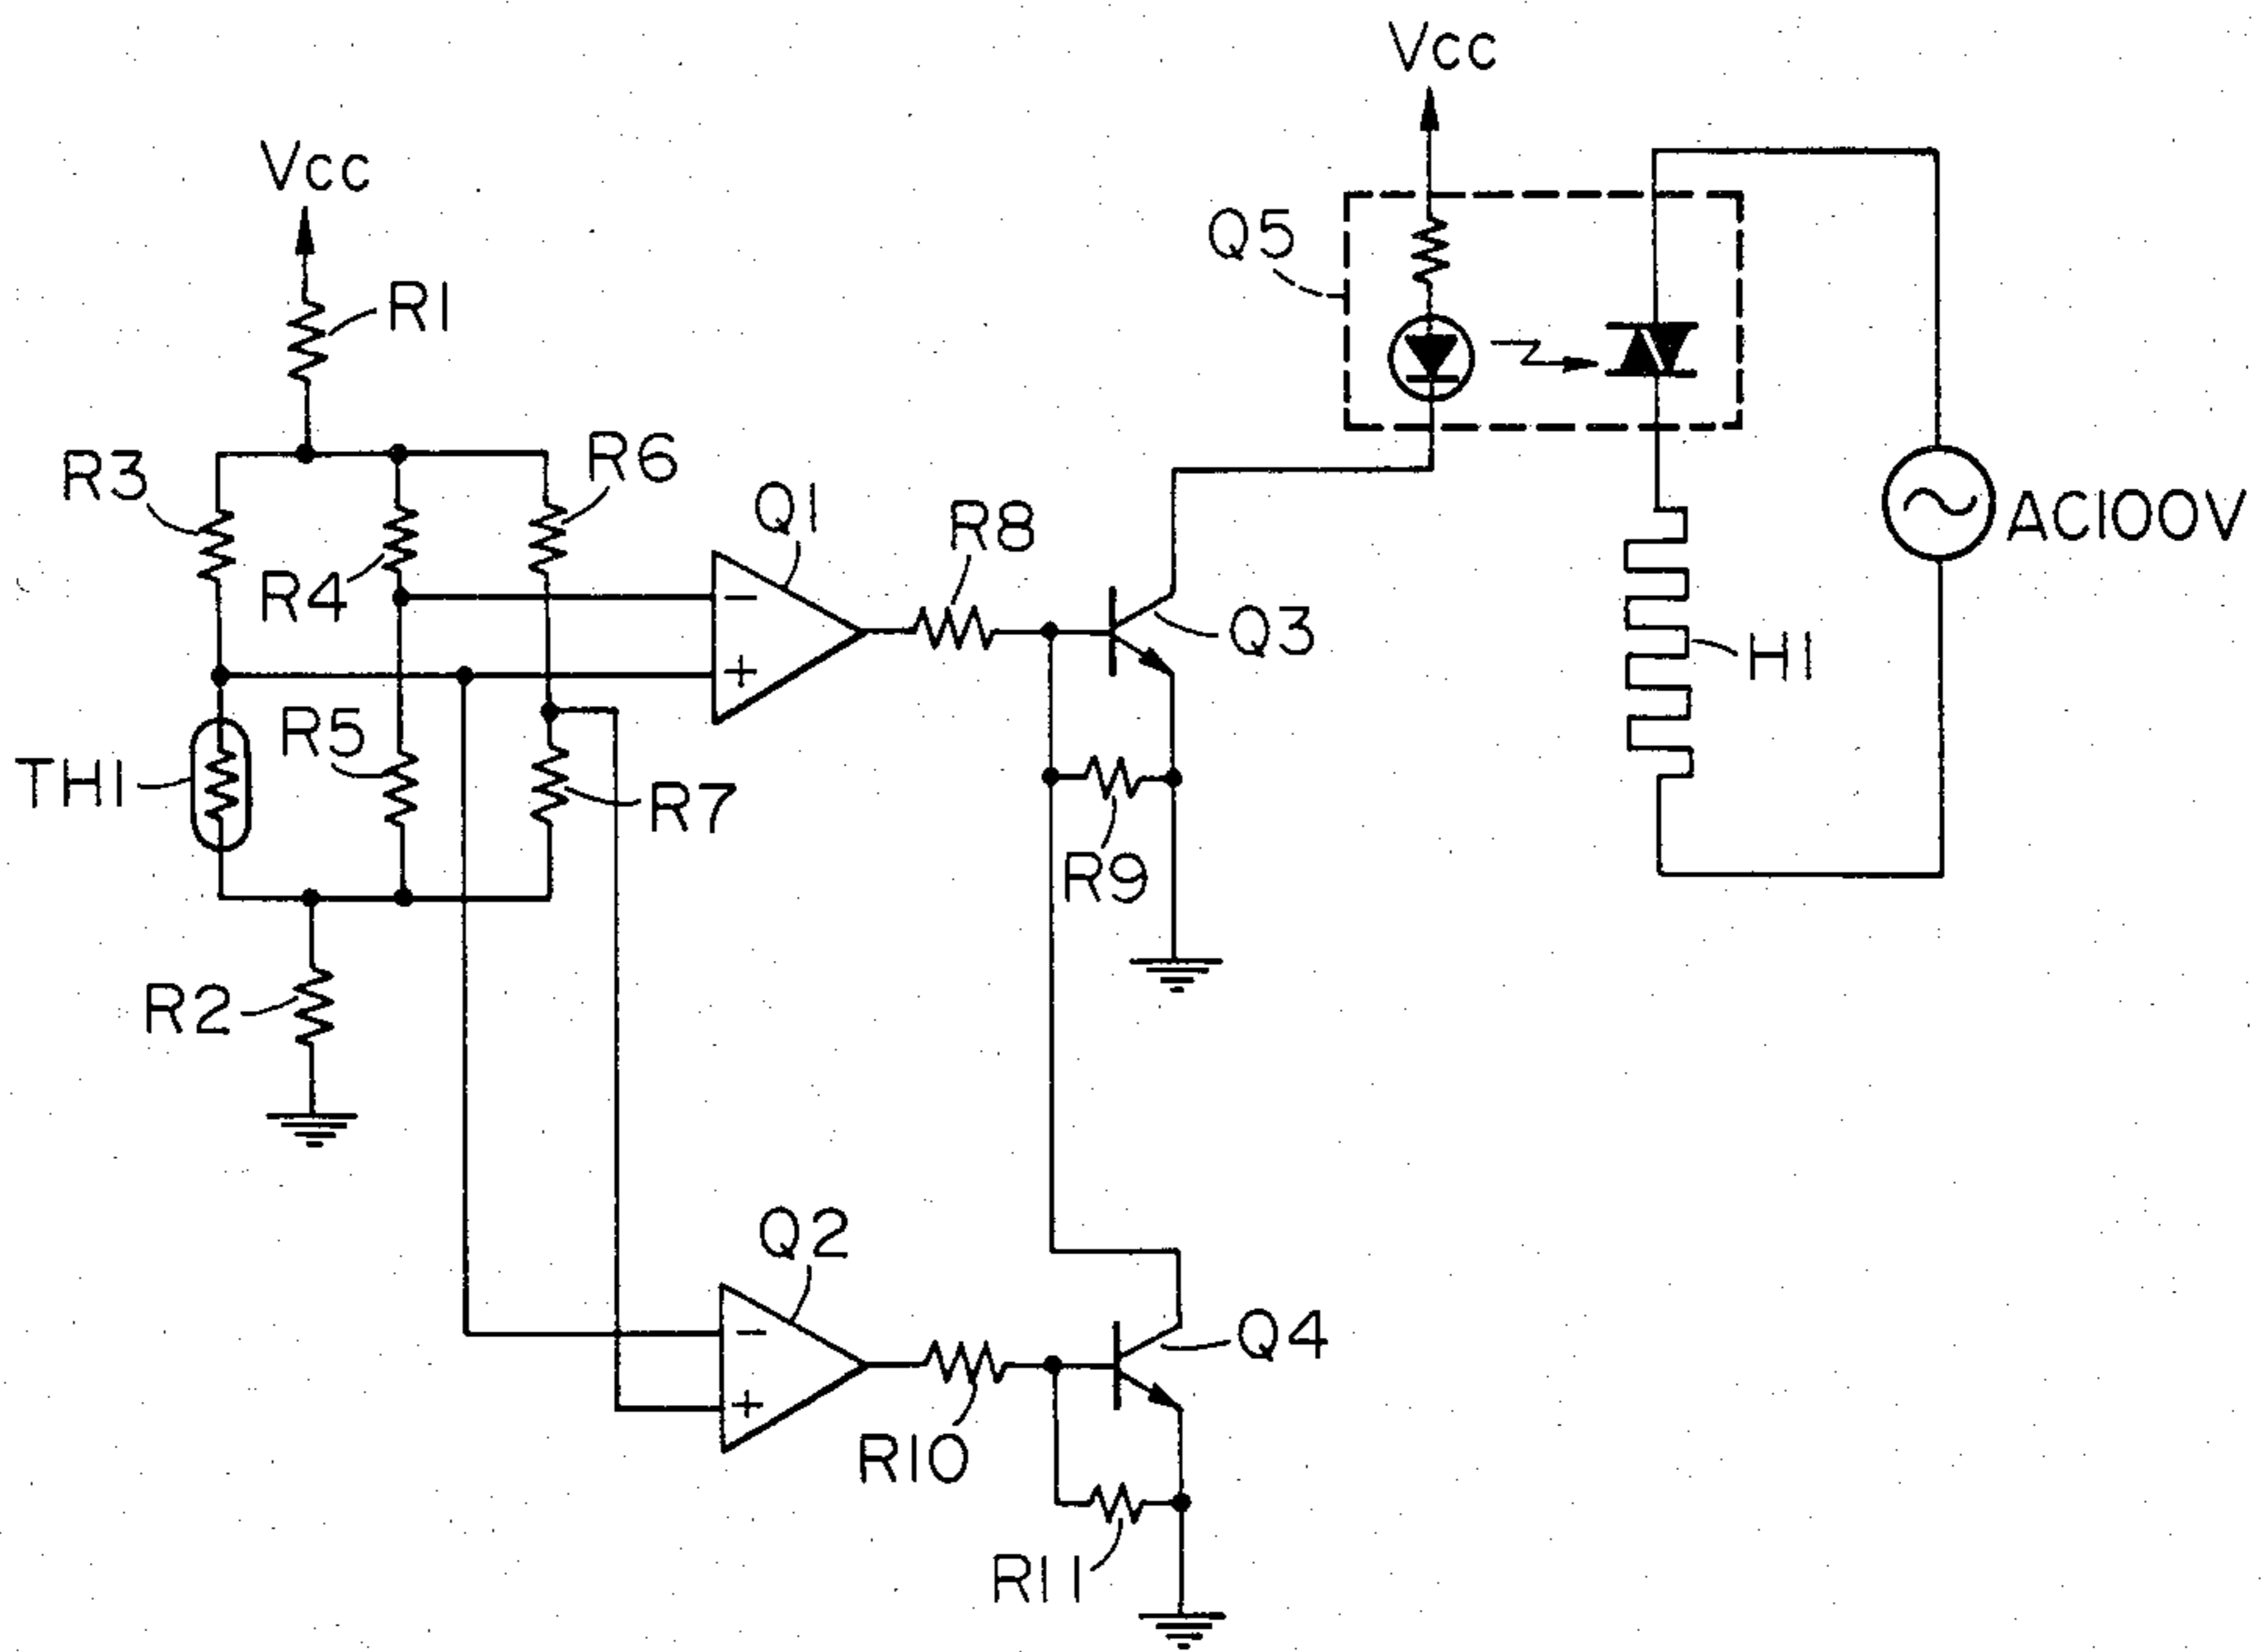 Vcc
Vcc
Q5
R1
R3
R6
Q1
R8
AC100V
R4
Q3
H1
R5
TH1
R7
R9
R2
Q2
Q4
R10
R11